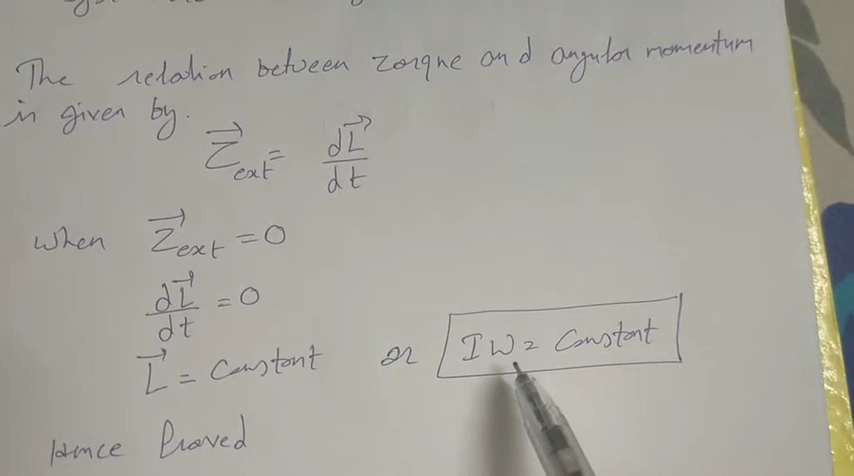 The relation between zorque and angular momentum
is given by.
Z⃗ext = dL⃗/dt
when Z⃗ext = 0
dL⃗/dt = 0
L⃗ = Constant or Iω = Constant
Hence Proved